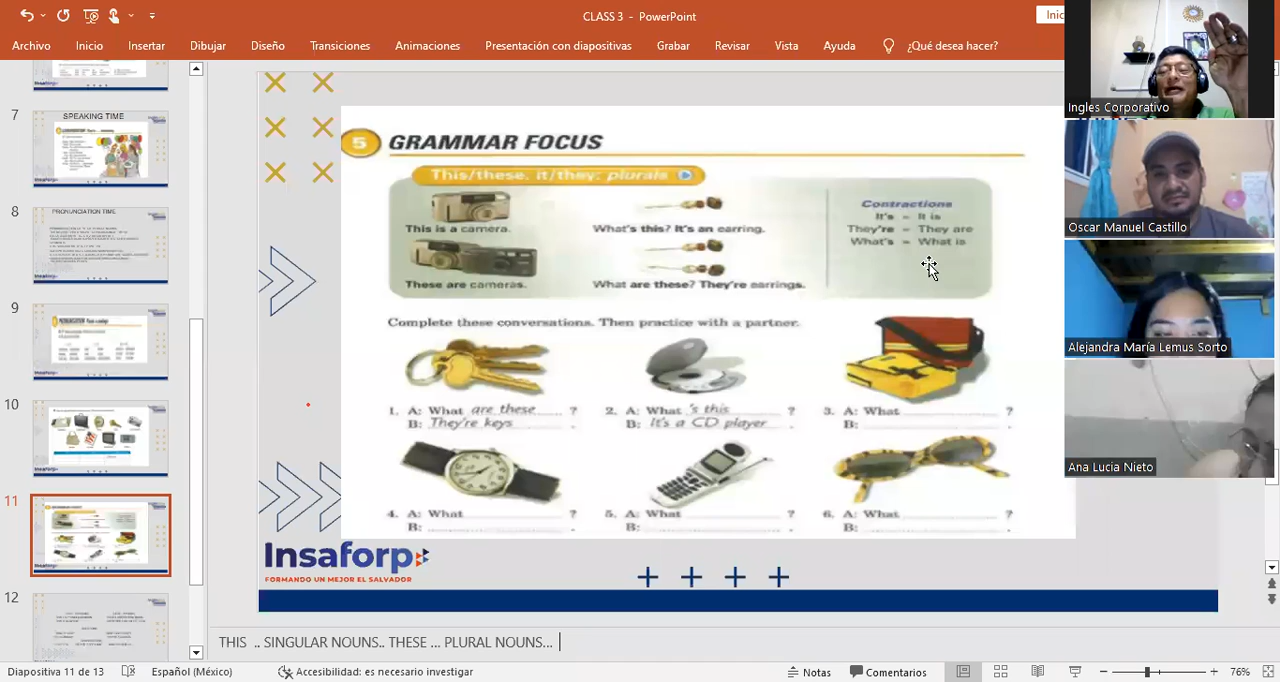 CLASS 3 - PowerPoint
Inic
Archivo Inicio Insertar Dibujar Diseño Transiciones Animaciones Presentación con diapositivas Grabar Revisar Vista Ayuda ¿Qué desea hacer?
7
SPEAKING TIME
8
PRONUNCIATION TIME
9
10
11
12
5 GRAMMAR FOCUS
This/these, it/they; plurals
This is a camera.
What's this? It's an earring.
These are cameras.
What are these? They're earrings.
Contractions
It's = It is
They're = They are
What's = What is
Complete these conversations. Then practice with a partner.
1. A: What are these ?
B: They're keys .
2. A: What 's this ?
B: It's a CD player .
3. A: What ?
B: .
4. A: What ?
B: .
5. A: What ?
B: .
6. A: What ?
B: .
Insaforp
FORMANDO UN MEJOR EL SALVADOR
THIS .. SINGULAR NOUNS.. THESE ... PLURAL NOUNS...
Diapositiva 11 de 13 Español (México) Accesibilidad: es necesario investigar Notas Comentarios 76%
Ingles Corporativo
Oscar Manuel Castillo
Alejandra María Lemus Sorto
Ana Lucia Nieto